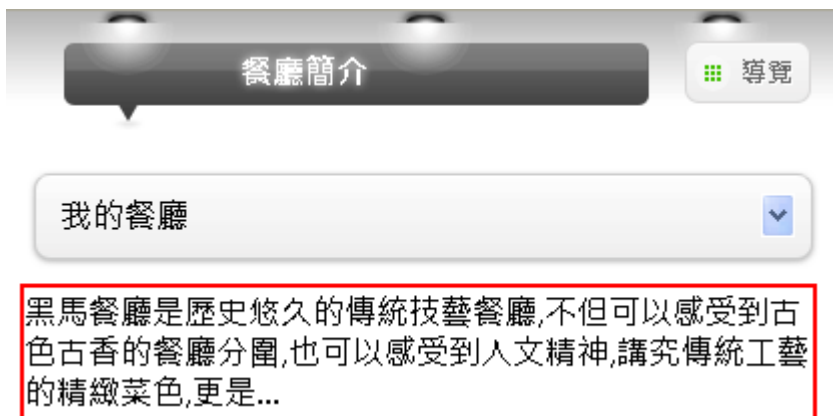 餐廳簡介
導覽
我的餐廳
黑馬餐廳是歷史悠久的傳統技藝餐廳,不但可以感受到古
色古香的餐廳分圍,也可以感受到人文精神,講究傳統工藝
的精緻菜色,更是...